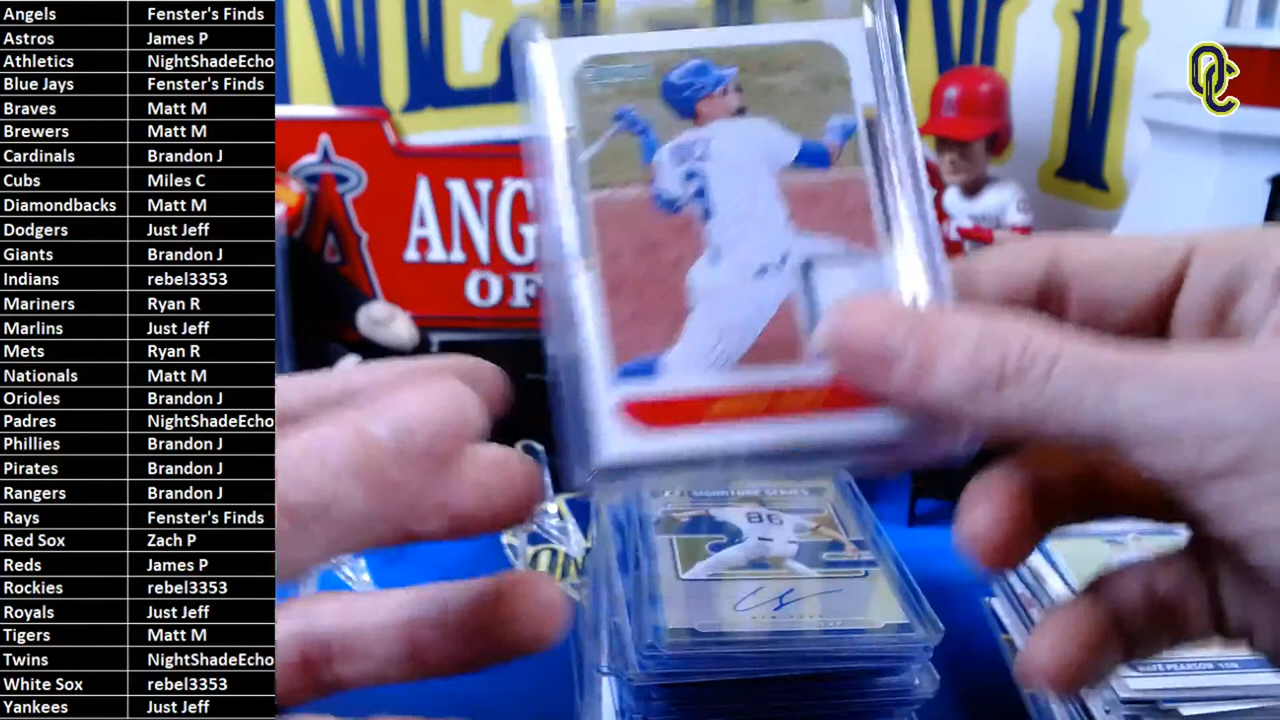 Angels Fenster's Finds
Astros James P
Athletics NightShadeEcho
Blue Jays Fenster's Finds
Braves Matt M
Brewers Matt M
Cardinals Brandon J
Cubs Miles C
Diamondbacks Matt M
Dodgers Just Jeff
Giants Brandon J
Indians rebel3353
Mariners Ryan R
Marlins Just Jeff
Mets Ryan R
Nationals Matt M
Orioles Brandon J
Padres NightShadeEcho
Phillies Brandon J
Pirates Brandon J
Rangers Brandon J
Rays Fenster's Finds
Red Sox Zach P
Reds James P
Rockies rebel3353
Royals Just Jeff
Tigers Matt M
Twins NightShadeEcho
White Sox rebel3353
Yankees Just Jeff
OC
ANG
OF
SIGNATURE SERIES
86
NATE PEARSON